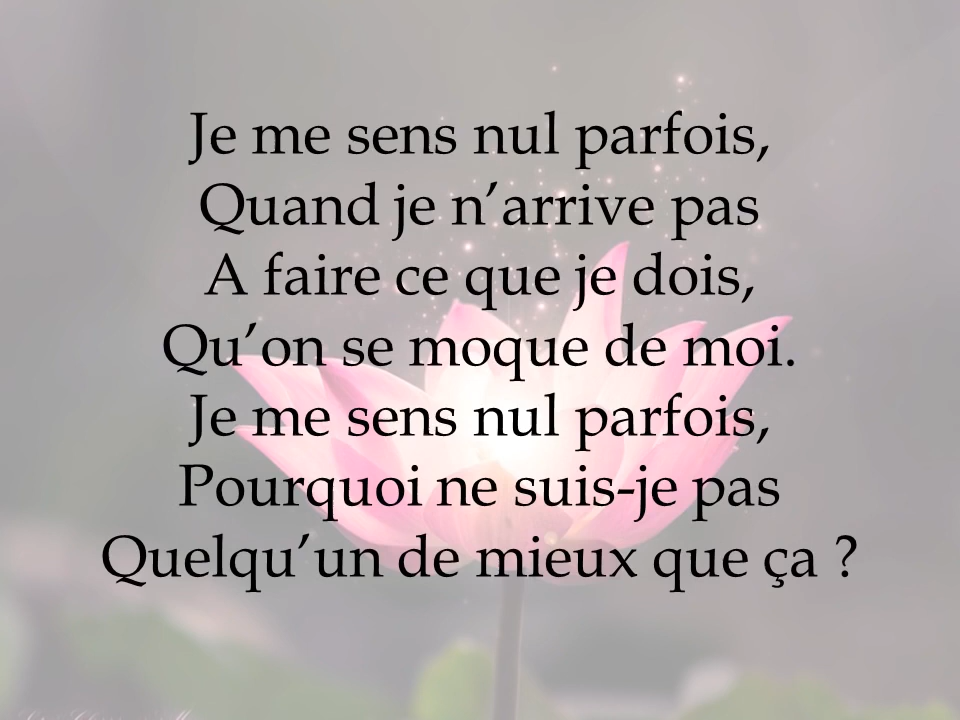 Je me sens nul parfois,
Quand je n’arrive pas
A faire ce que je dois,
Qu’on se moque de moi.
Je me sens nul parfois,
Pourquoi ne suis-je pas
Quelqu’un de mieux que ça ?